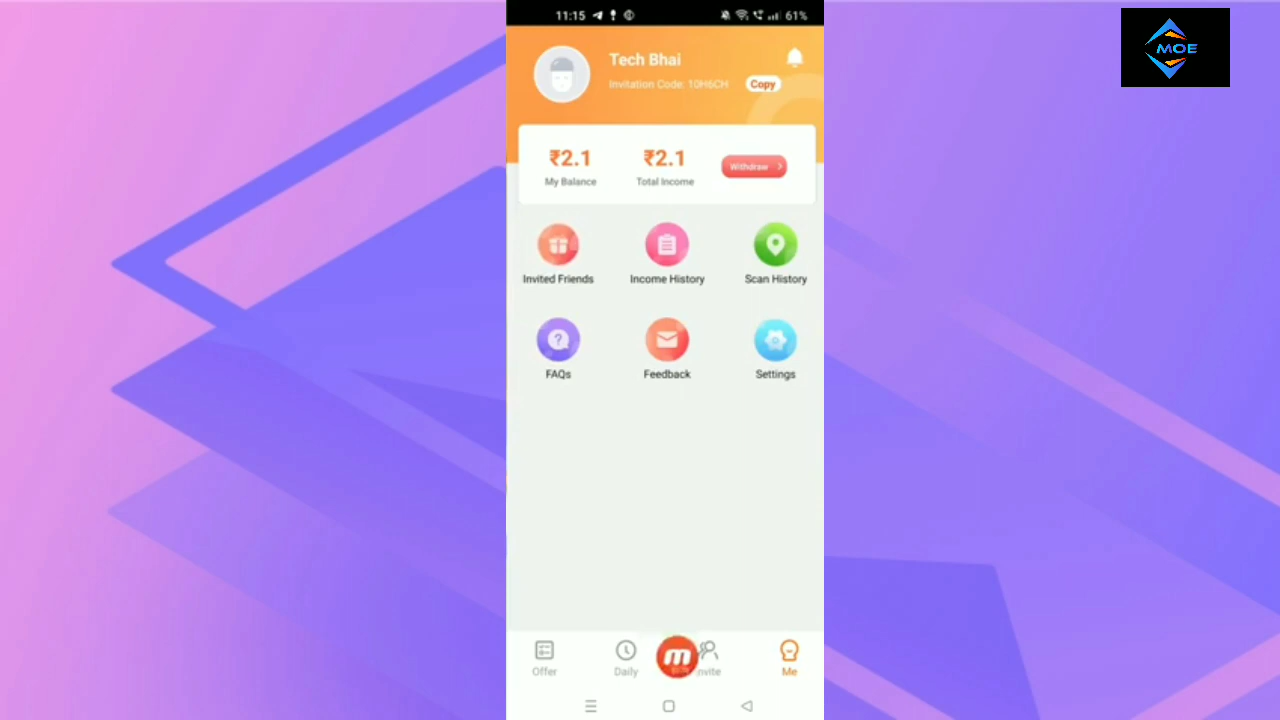 11:15
61%
MOE
Tech Bhai
Invitation Code: 10H6CH
Copy
₹2.1
₹2.1
Withdraw
My Balance
Total Income
Invited Friends
Income History
Scan History
FAQs
Feedback
Settings
Offer
Daily
nvite
Me